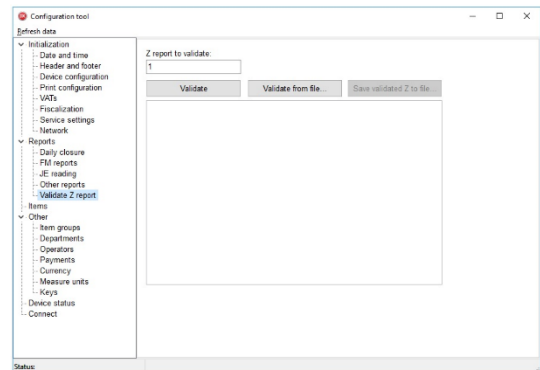 Configuration tool
Refresh data
Initialization
Date and time
Header and footer
Device configuration
Print configuration
VATs
Fiscalization
Service settings
Network
Reports
Daily closure
FM reports
JE reading
Other reports
Validate Z report
Items
Other
Item groups
Departments
Operators
Payments
Currency
Measure units
Keys
Device status
Connect
Z report to validate:
1
Validate Validate from file... Save validated Z to file...
Status: